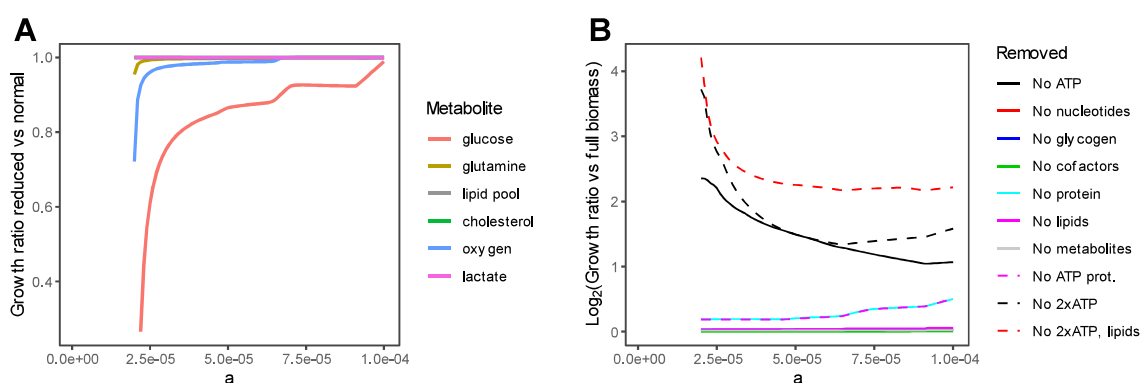 A
Growth ratio reduced vs normal
1.0
0.8
0.6
0.4
0.0e+00
2.5e-05
5.0e-05
7.5e-05
1.0e-04
a
Metabolite
glucose
glutamine
lipid pool
cholesterol
oxygen
lactate
B
Log2(Growth ratio vs full biomass)
4
3
2
1
0
0.0e+00
2.5e-05
5.0e-05
7.5e-05
1.0e-04
a
Removed
No ATP
No nucleotides
No glycogen
No cofactors
No protein
No lipids
No metabolites
No ATP prot.
No 2xATP
No 2xATP, lipids